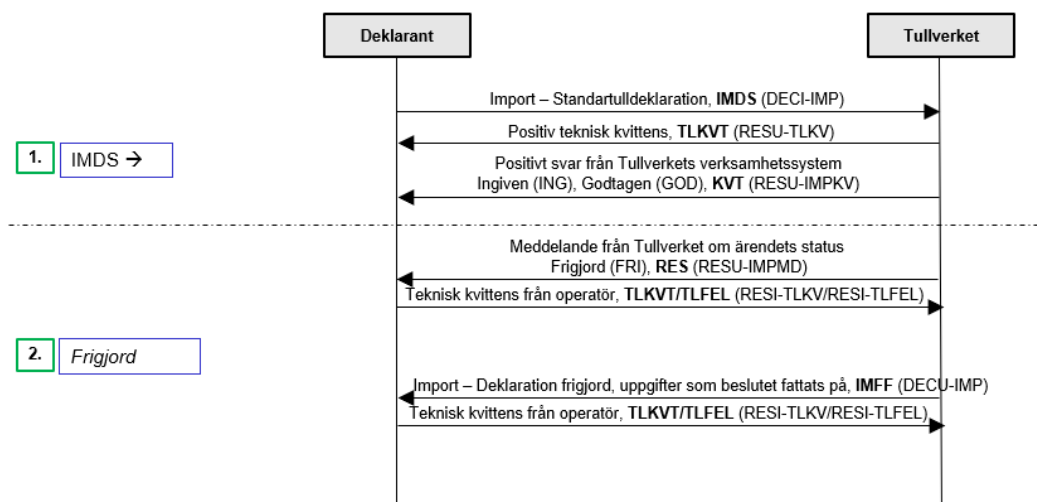 Deklarant
Tullverket
Import – Standartulldeklaration, IMDS (DECI-IMP)
Positiv teknisk kvittens, TLKVT (RESU-TLKV)
1.
IMDS →
Positivt svar från Tullverkets verksamhetssystem
Ingiven (ING), Godtagen (GOD), KVT (RESU-IMPKV)
Meddelande från Tullverket om ärendets status
Frigjord (FRI), RES (RESU-IMPMD)
Teknisk kvittens från operatör, TLKVT/TLFEL (RESI-TLKV/RESI-TLFEL)
2.
Frigjord
Import – Deklaration frigjord, uppgifter som beslutet fattats på, IMFF (DECU-IMP)
Teknisk kvittens från operatör, TLKVT/TLFEL (RESI-TLKV/RESI-TLFEL)